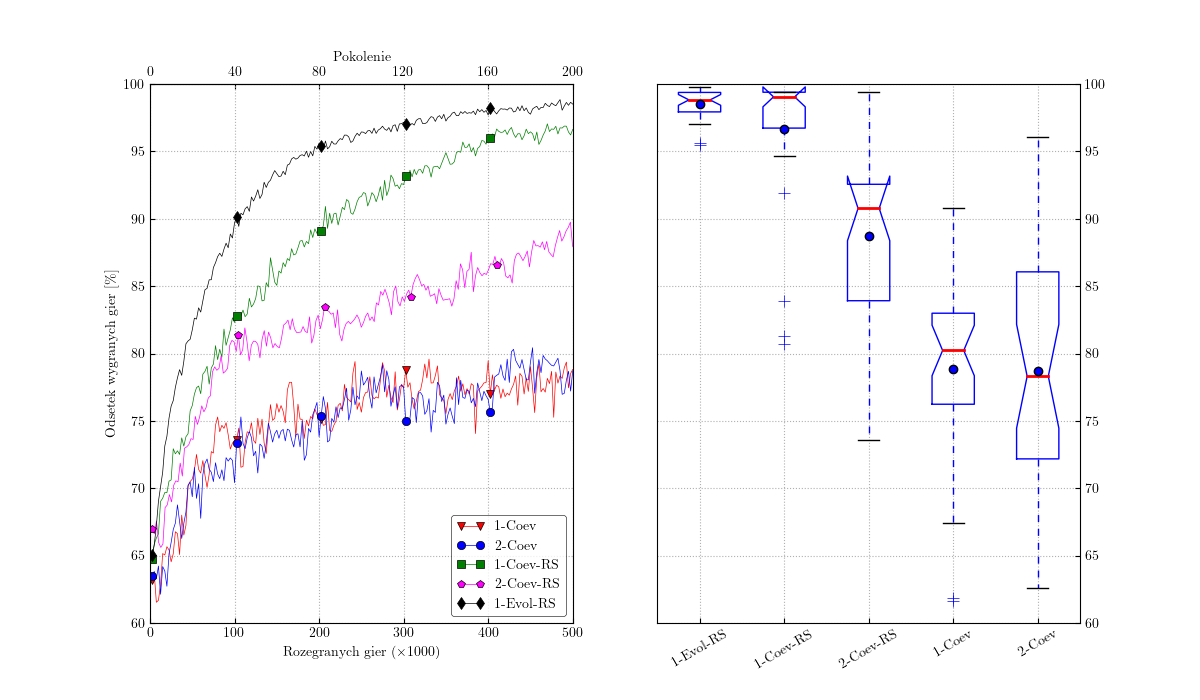 Pokolenie
0 40 80 120 160 200
100
95
90
85
80
75
70
65
60
Odsetek wygranych gier [%]
0 100 200 300 400 500
Rozegranych gier (×1000)
1-Coev
2-Coev
1-Coev-RS
2-Coev-RS
1-Evol-RS
100
95
90
85
80
75
70
65
60
1-Evol-RS 1-Coev-RS 2-Coev-RS 1-Coev 2-Coev